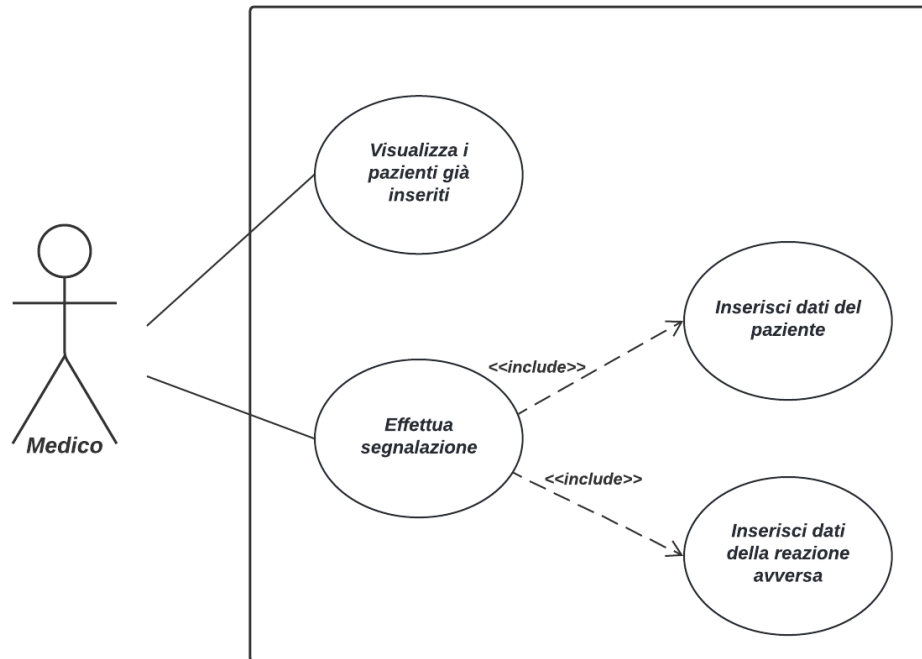 Visualizza i
pazienti già
inseriti
Inserisci dati del
paziente
<<include>>
Effettua
segnalazione
Medico
<<include>>
Inserisci dati
della reazione
avversa